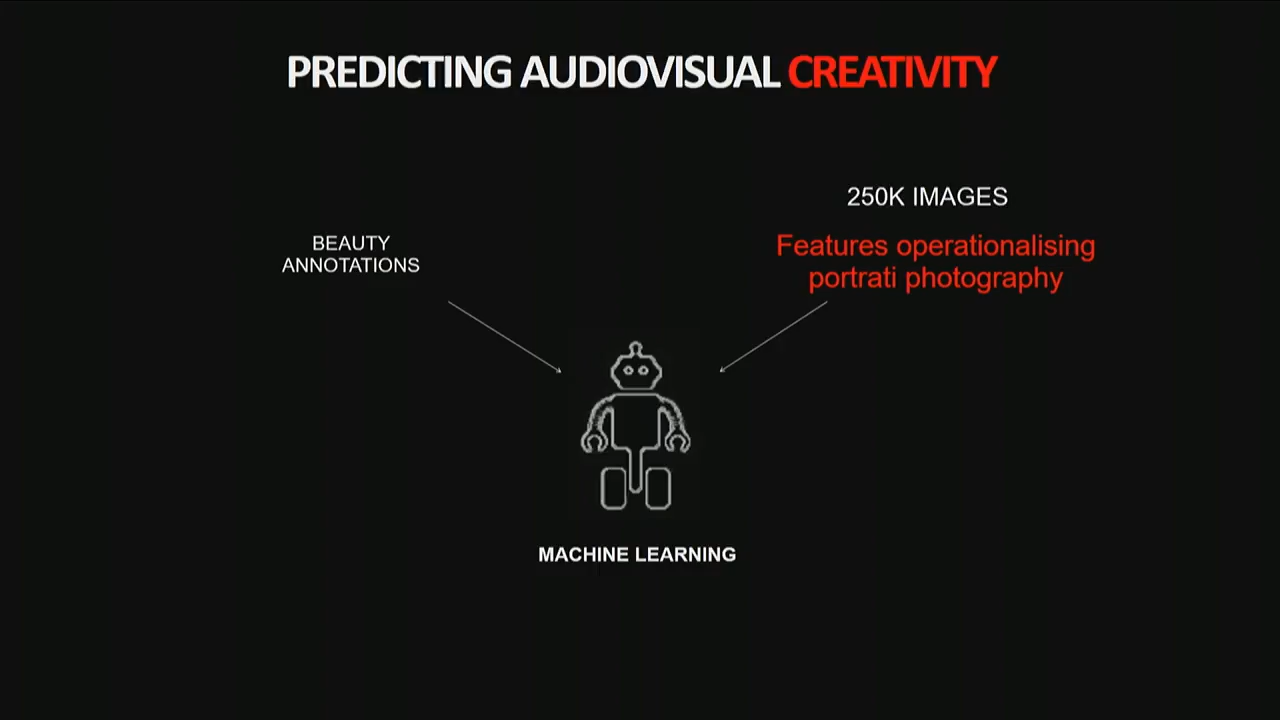 PREDICTING AUDIOVISUAL CREATIVITY
BEAUTY
ANNOTATIONS
250K IMAGES
Features operationalising
portrati photography
MACHINE LEARNING